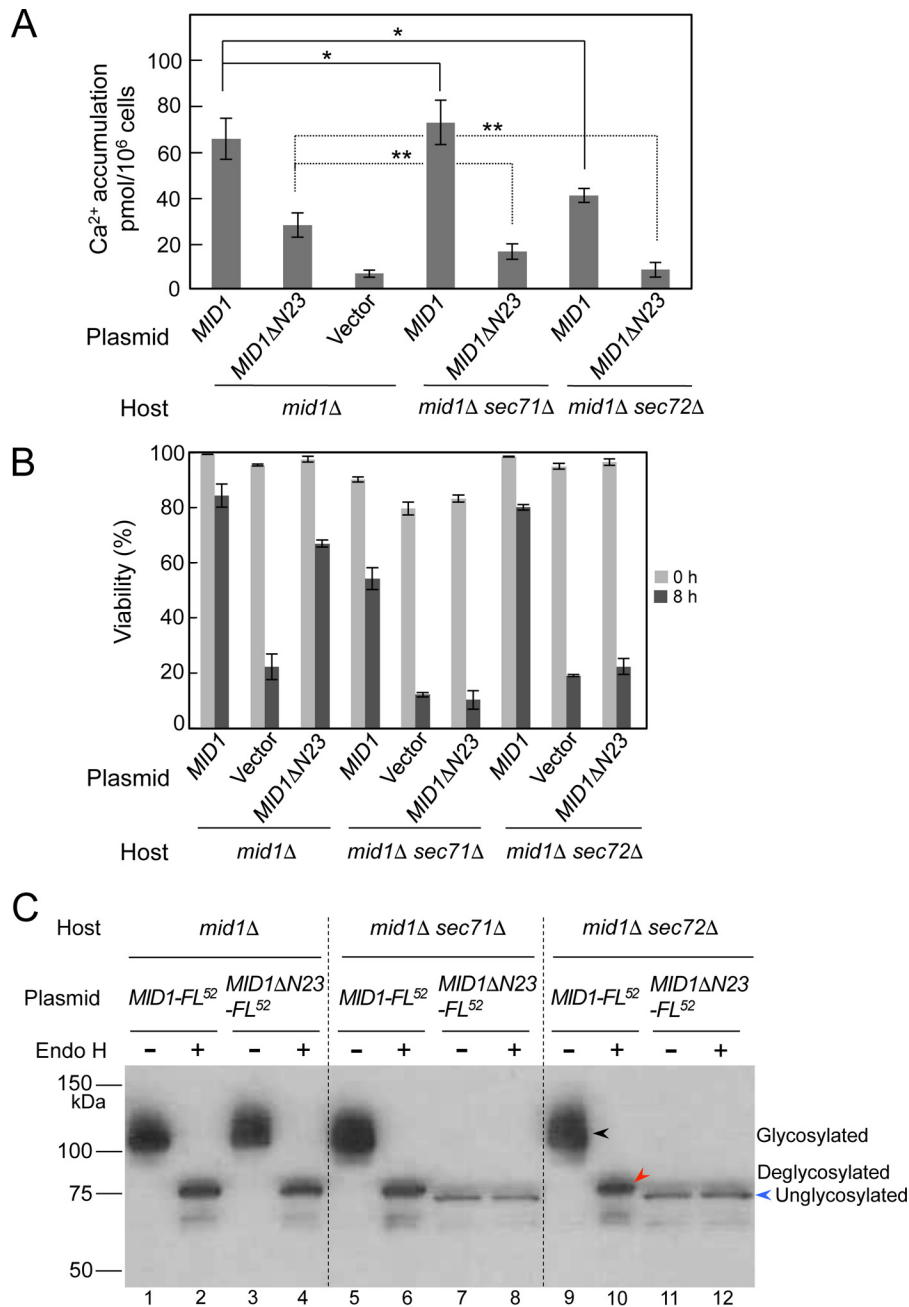 A
Ca2+ accumulation
pmol/10^6 cells
100
80
60
40
20
0
*
*
**
**
Plasmid
MID1
MID1ΔN23
Vector
MID1
MID1ΔN23
MID1
MID1ΔN23
Host
mid1Δ
mid1Δ sec71Δ
mid1Δ sec72Δ
B
Viability (%)
100
80
60
40
20
0
0 h
8 h
Plasmid
MID1
Vector
MID1ΔN23
MID1
Vector
MID1ΔN23
MID1
Vector
MID1ΔN23
Host
mid1Δ
mid1Δ sec71Δ
mid1Δ sec72Δ
C
Host
mid1Δ
mid1Δ sec71Δ
mid1Δ sec72Δ
Plasmid
MID1-FL52
MID1ΔN23
-FL52
MID1-FL52
MID1ΔN23
-FL52
MID1-FL52
MID1ΔN23
-FL52
Endo H
– + – + – + – + – + – +
150
kDa
100
75
50
Glycosylated
Deglycosylated
Unglycosylated
1 2 3 4 5 6 7 8 9 10 11 12